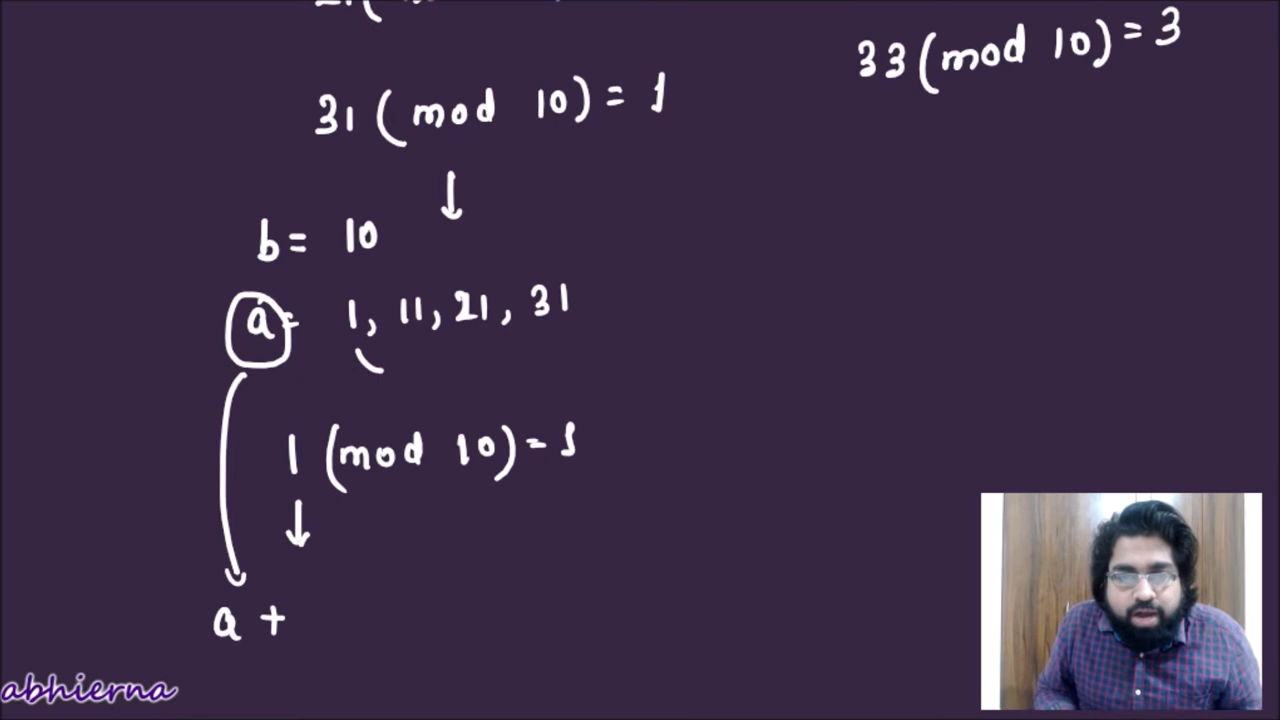 31 (mod 10) = 1
33 (mod 10) = 3
b = 10
a = 1, 11, 21, 31
1 (mod 10) = 1
a +
abhierna